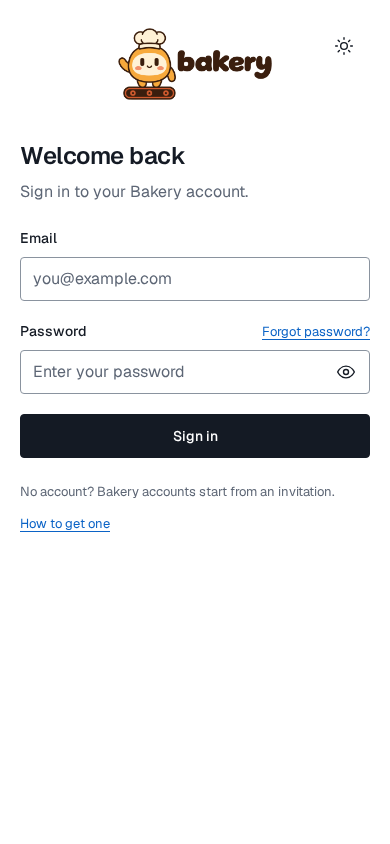 bakery
Welcome back
Sign in to your Bakery account.
Email
you@example.com
Password
Forgot password?
Enter your password
Sign in
No account? Bakery accounts start from an invitation.
How to get one